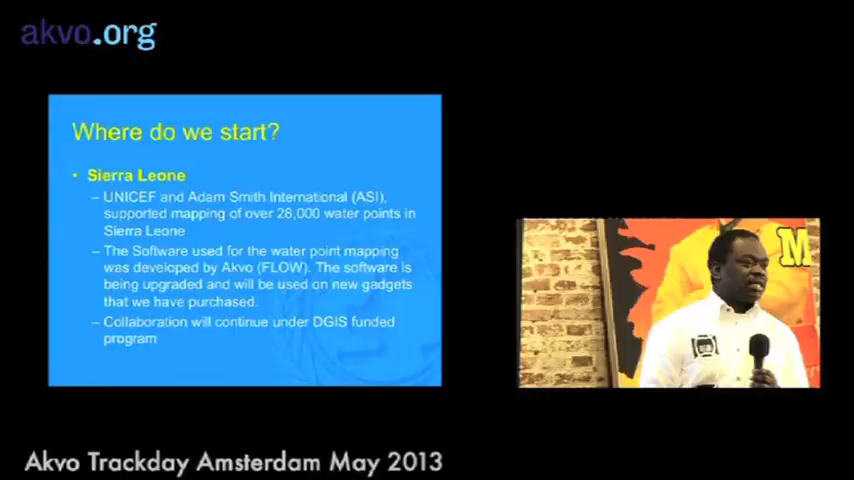 akvo.org
Where do we start?
• Sierra Leone
– UNICEF and Adam Smith International (ASI),
supported mapping of over 28,000 water points in
Sierra Leone
– The Software used for the water point mapping
was developed by Akvo (FLOW). The software is
being upgraded and will be used on new gadgets
that we have purchased.
– Collaboration will continue under DGIS funded
program
M
Akvo Trackday Amsterdam May 2013